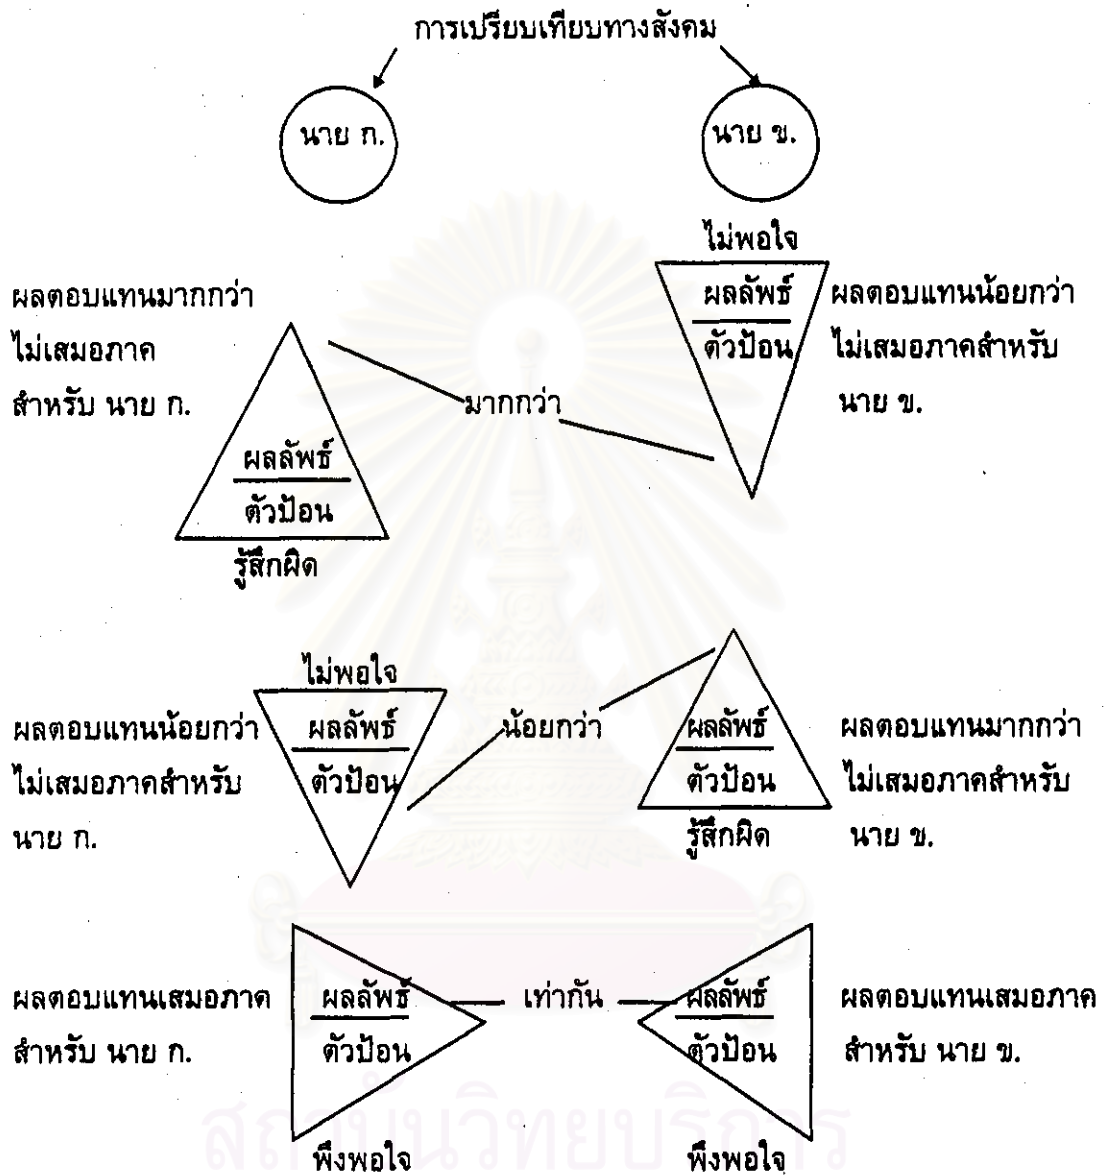 การเปรียบเทียบทางสังคม
นาย ก.
นาย ข.
ไม่พอใจ
ผลตอบแทนมากกว่า
ไม่เสมอภาค
สำหรับ นาย ก.
ผลลัพธ์
ตัวป้อน
รู้สึกผิด
มากกว่า
ผลลัพธ์
ตัวป้อน
ผลตอบแทนน้อยกว่า
ไม่เสมอภาคสำหรับ
นาย ข.
ไม่พอใจ
ผลตอบแทนน้อยกว่า
ไม่เสมอภาคสำหรับ
นาย ก.
ผลลัพธ์
ตัวป้อน
น้อยกว่า
ผลลัพธ์
ตัวป้อน
รู้สึกผิด
ผลตอบแทนมากกว่า
ไม่เสมอภาคสำหรับ
นาย ข.
ผลตอบแทนเสมอภาค
สำหรับ นาย ก.
ผลลัพธ์
ตัวป้อน
พึงพอใจ
เท่ากัน
ผลลัพธ์
ตัวป้อน
พึงพอใจ
ผลตอบแทนเสมอภาค
สำหรับ นาย ข.
สถาบันวิทยบริการ